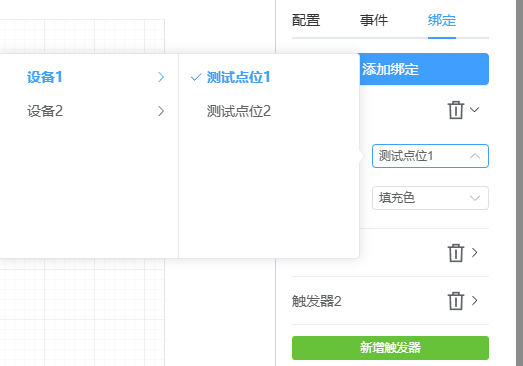 配置 事件 绑定
添加绑定
设备1
设备2
测试点位1
测试点位2
测试点位1
填充色
触发器2
新增触发器